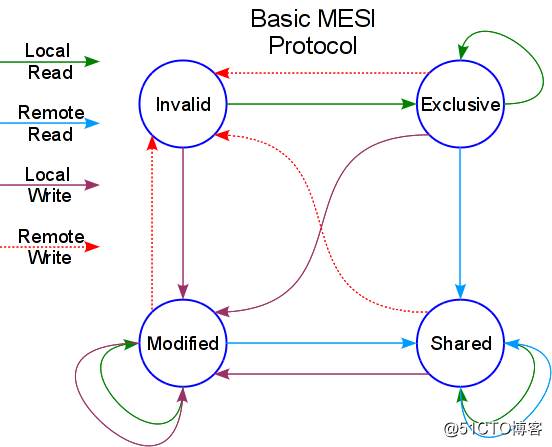 Basic MESI
Protocol
Local
Read
Remote
Read
Local
Write
Remote
Write
Invalid
Exclusive
Modified
Shared
@51CTO博客